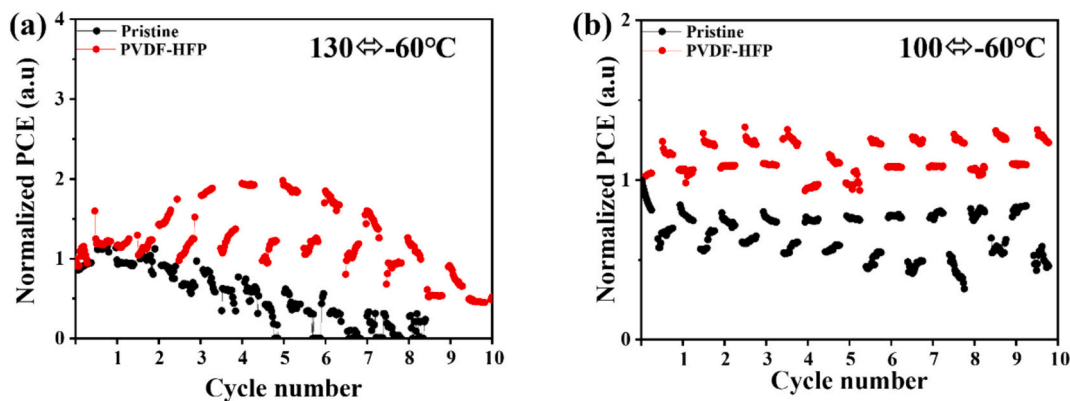 (a)
Pristine
PVDF-HFP
130⇔-60°C
Normalized PCE (a.u)
4
3
2
1
0
1 2 3 4 5 6 7 8 9 10
Cycle number
(b)
Pristine
PVDF-HFP
100⇔-60°C
Normalized PCE (a.u)
2
1
0
1 2 3 4 5 6 7 8 9 10
Cycle number